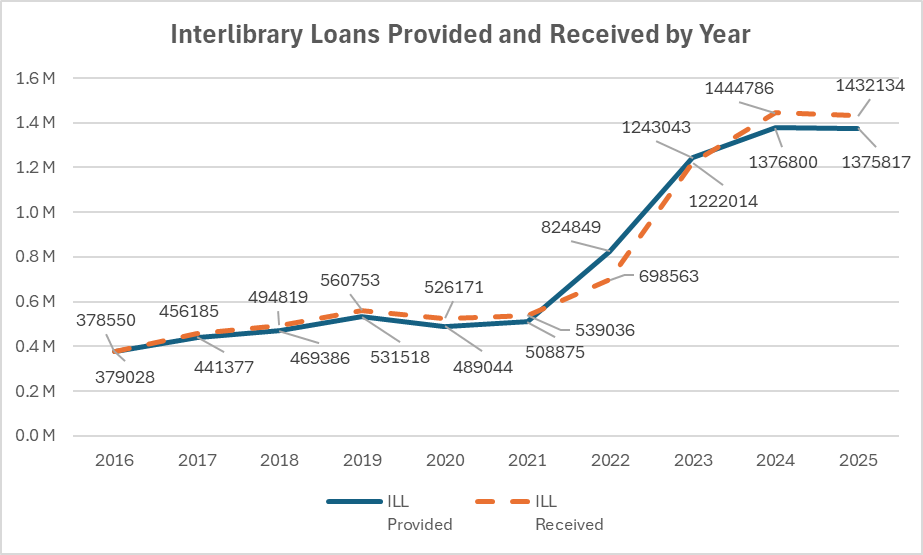 Interlibrary Loans Provided and Received by Year
1.6 M
1.4 M
1.2 M
1.0 M
0.8 M
0.6 M
0.4 M
0.2 M
0.0 M
378550
379028
456185
441377
494819
469386
560753
531518
526171
489044
539036
508875
824849
698563
1243043
1222014
1444786
1376800
1432134
1375817
2016 2017 2018 2019 2020 2021 2022 2023 2024 2025
ILL Provided
ILL Received